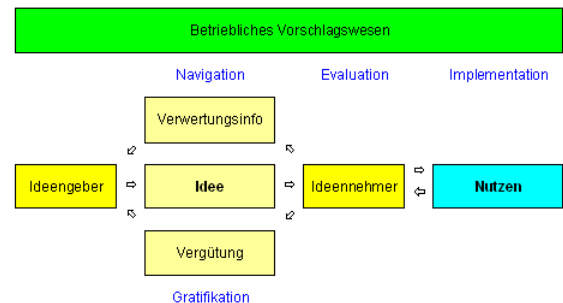 Betriebliches Vorschlagswesen
Navigation Evaluation Implementation
Verwertungsinfo
Ideengeber Idee Ideennehmer Nutzen
Vergütung
Gratifikation